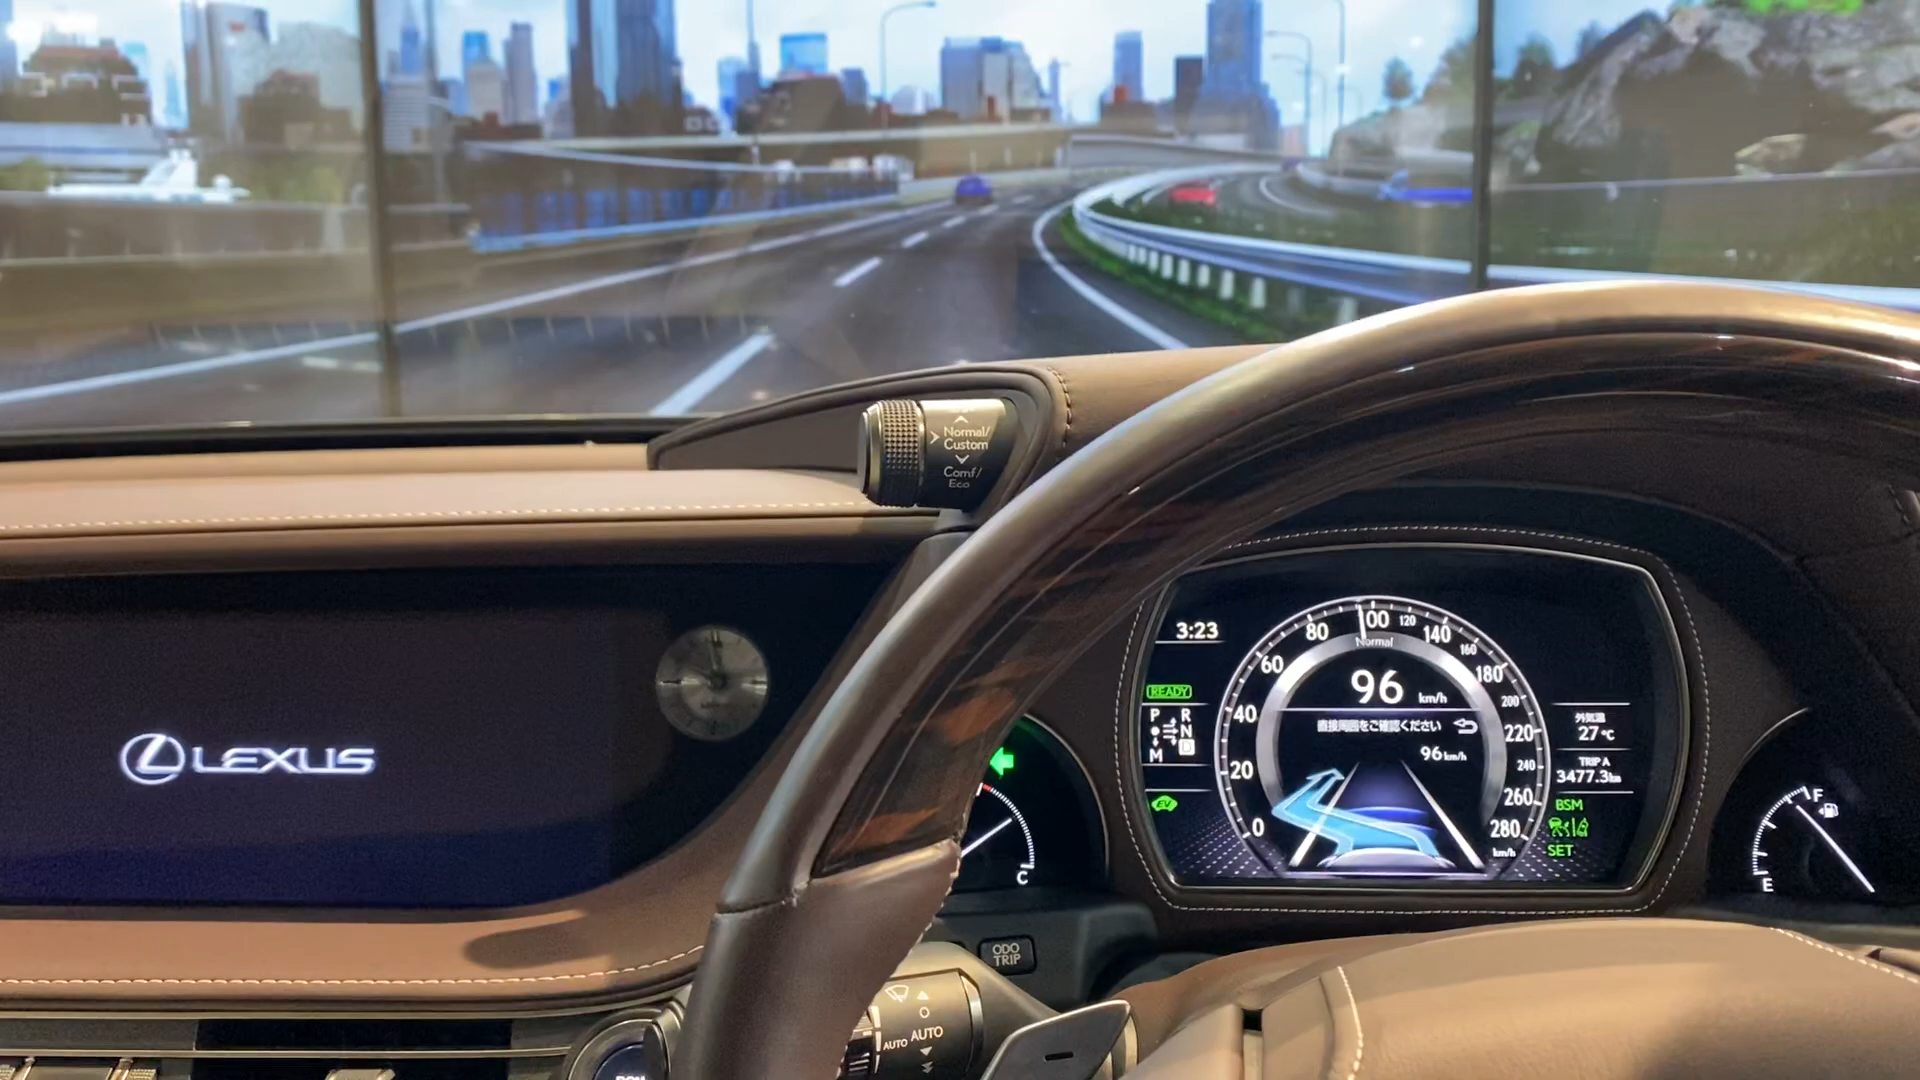 Normal/
Custom
Comf/
Eco
LEXUS
3:23
READY
P R
N
D
M
EV
0
20
40
60
80
100
120
140
160
180
200
220
240
260
280
km/h
Normal
96 km/h
直接周囲をご確認ください
96 km/h
外気温
27℃
TRIP A
3477.3km
BSM
SET
C
F
E
ODO
TRIP
AUTO AUTO